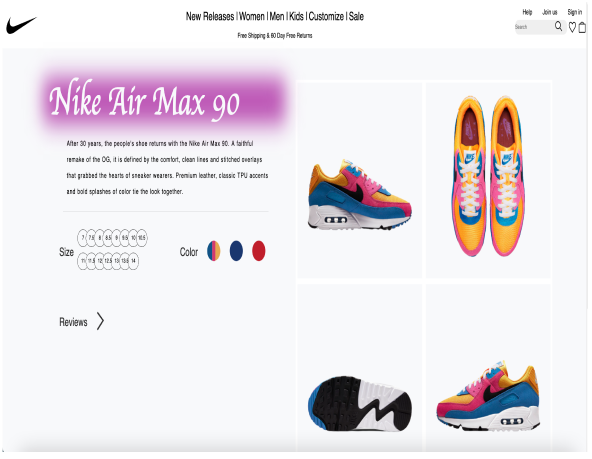 New Releases | Women | Men | Kids | Customize | Sale
Help Join us Sign in
Search
Free Shipping & 60 Day Free Returns
Nike Air Max 90
After 30 years, the people's shoe returns with the Nike Air Max 90. A faithful
remake of the OG, it is defined by the comfort, clean lines and stitched overlays
that grabbed the hearts of sneaker wearers. Premium leather, classic TPU accents
and bold splashes of color tie the look together.
Size
7 7.5 8 8.5 9 9.5 10 10.5
11 11.5 12 12.5 13 13.5 14
Color
Reviews